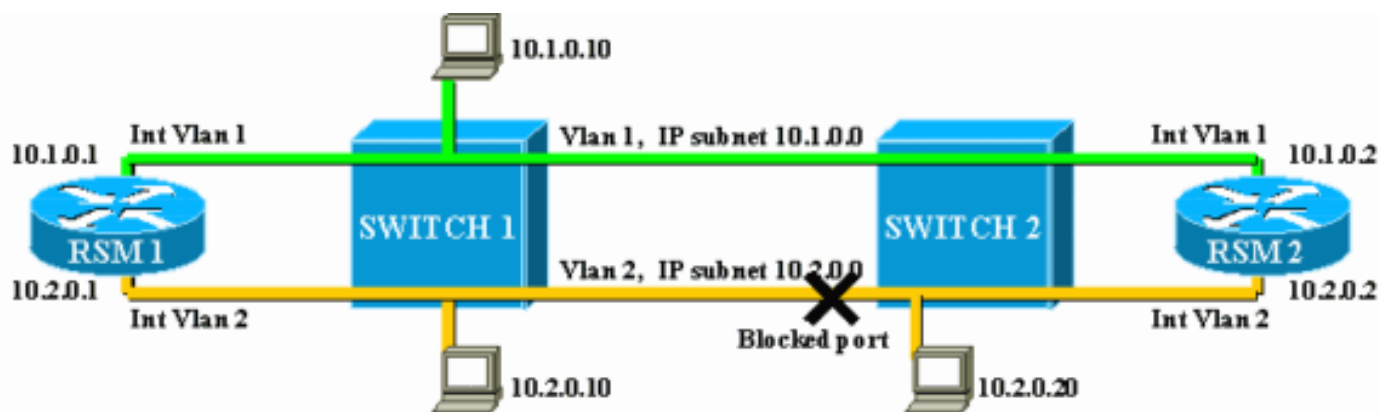 10.1.0.10
Int Vlan 1
Vlan 1, IP subnet 10.1.0.0
Int Vlan 1
10.1.0.1
10.1.0.2
RSM 1
SWITCH 1
SWITCH 2
RSM 2
10.2.0.1
Vlan 2, IP subnet 10.2.0.0
10.2.0.2
Int Vlan 2
Int Vlan 2
Blocked port
10.2.0.10
10.2.0.20